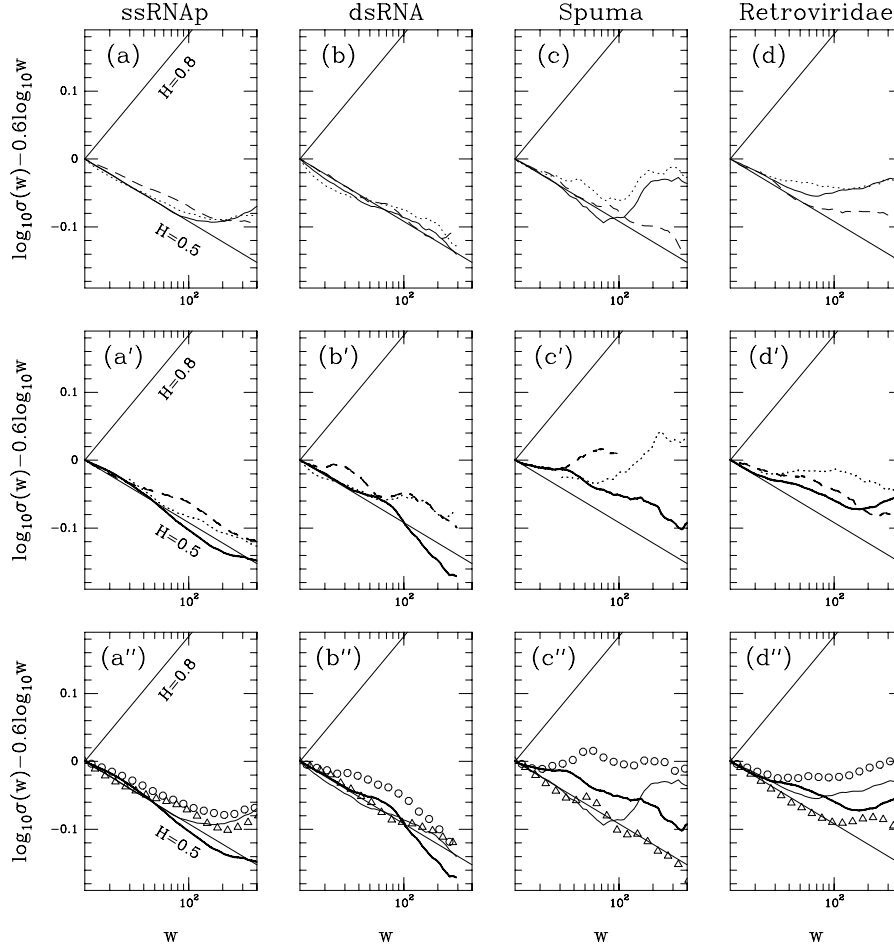 ssRNAp dsRNA Spuma Retroviridae
(a) (b) (c) (d)
H=0.8
0.1
0
-0.1
H=0.5
log₁₀σ(w)−0.6log₁₀w
10² 10² 10² 10²
(a') (b') (c') (d')
H=0.8
0.1
0
-0.1
H=0.5
log₁₀σ(w)−0.6log₁₀w
10² 10² 10² 10²
(a'') (b'') (c'') (d'')
H=0.8
0.1
0
-0.1
H=0.5
log₁₀σ(w)−0.6log₁₀w
10² 10² 10² 10²
w w w w